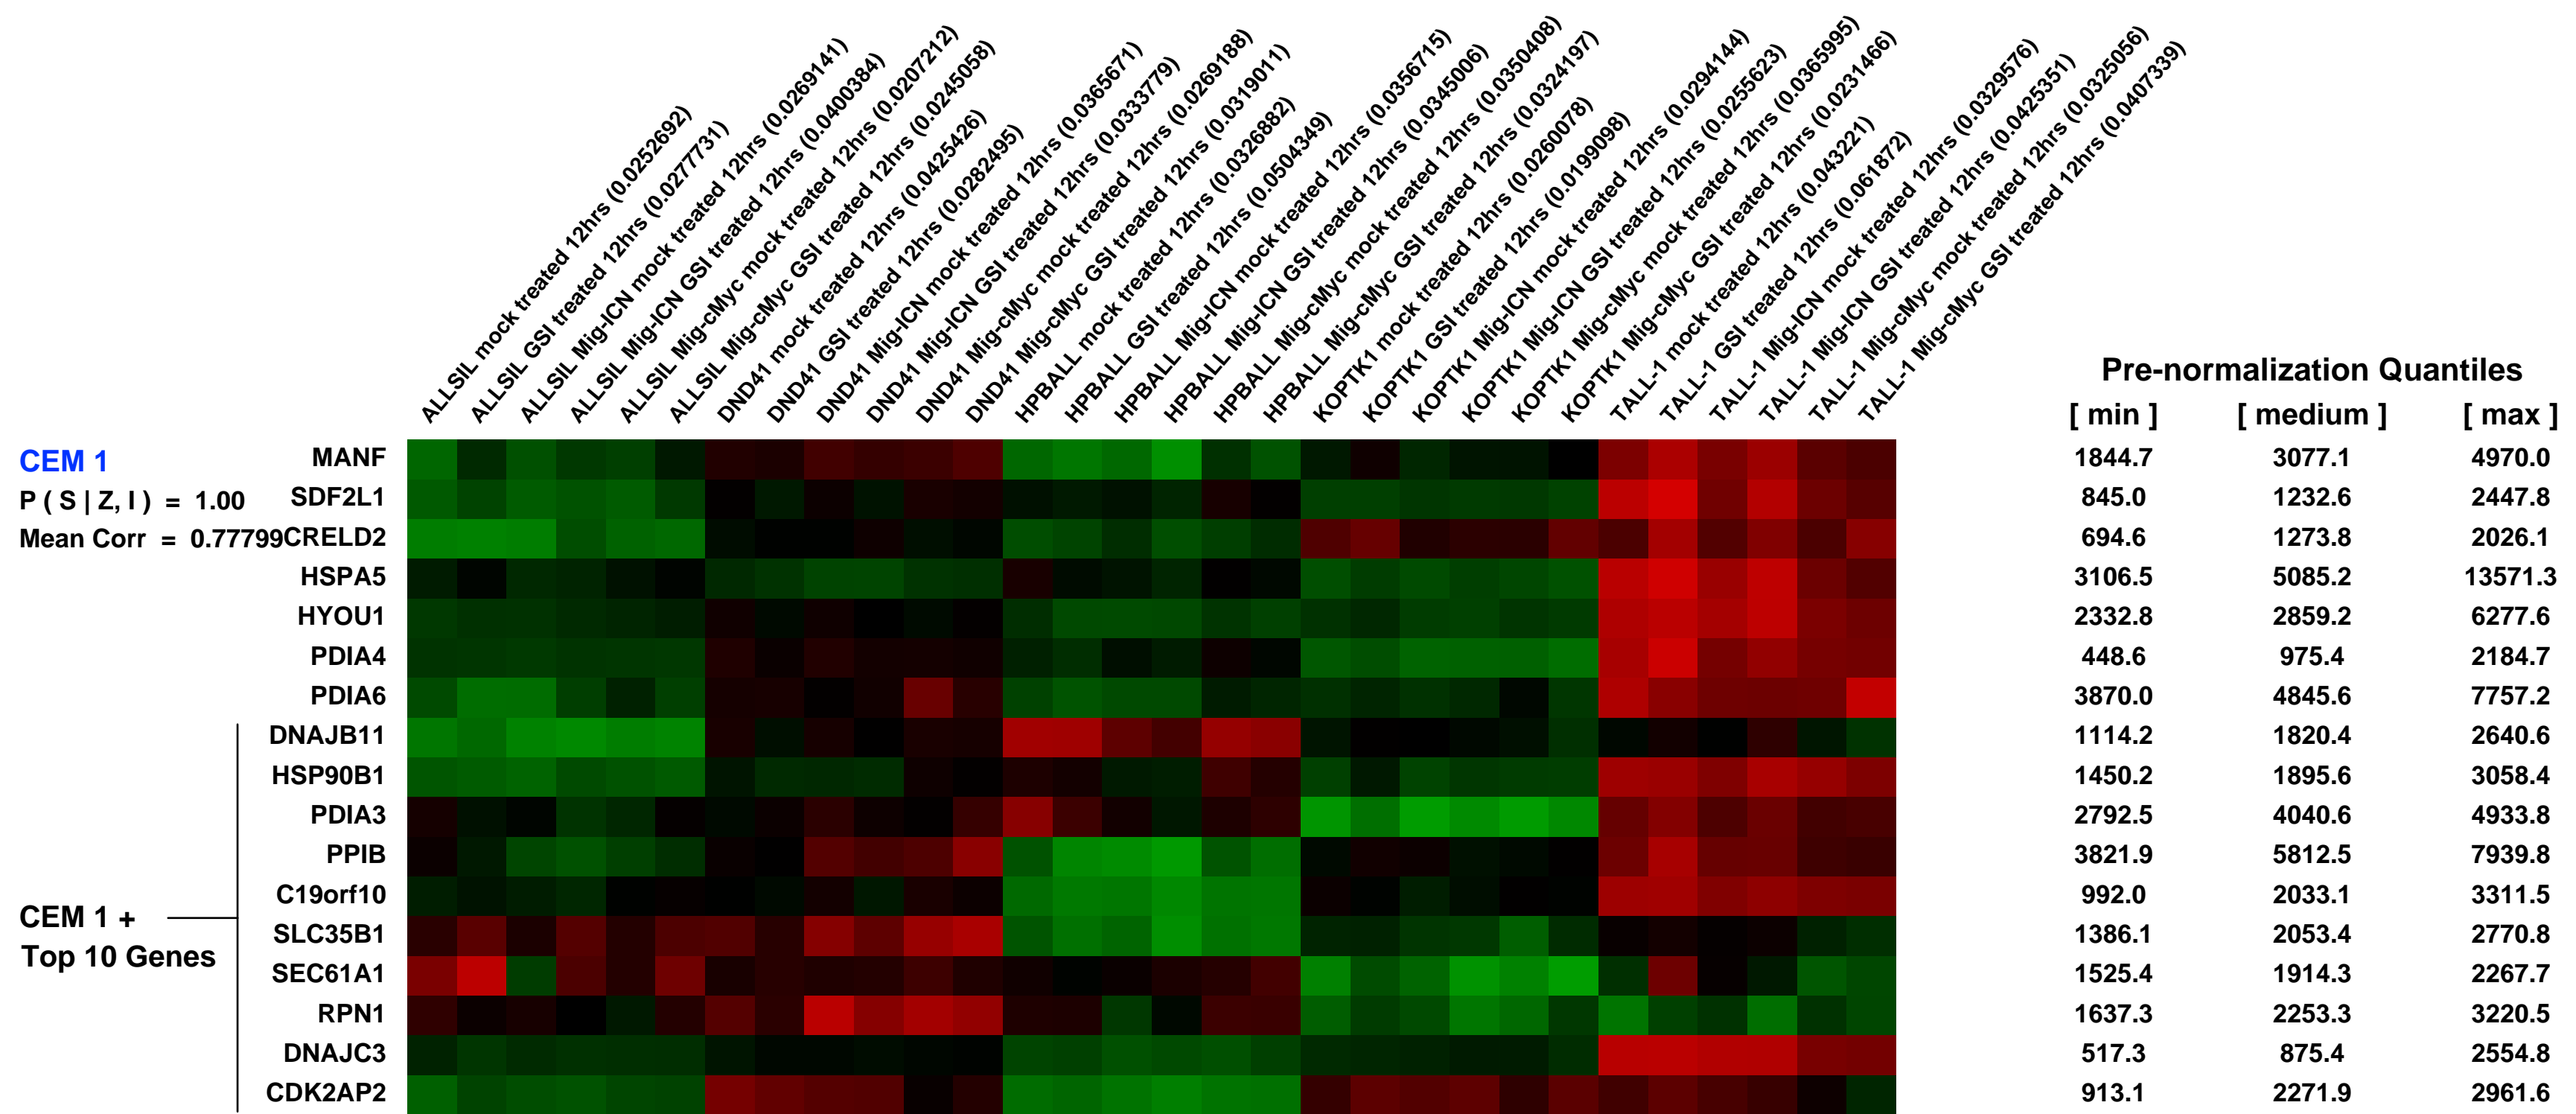 ALLSIL mock treated 12hrs (0.0252692)
ALLSIL GSI treated 12hrs (0.027731)
ALLSIL Mig-ICN mock treated 12hrs (0.0269141)
ALLSIL Mig-ICN GSI treated 12hrs (0.0400384)
ALLSIL Mig-cMyc mock treated 12hrs (0.0207212)
ALLSIL Mig-cMyc GSI treated 12hrs (0.0245058)
DND41 mock treated 12hrs (0.0425426)
DND41 GSI treated 12hrs (0.0282495)
DND41 Mig-ICN mock treated 12hrs (0.0365671)
DND41 Mig-ICN GSI treated 12hrs (0.0333779)
DND41 Mig-cMyc mock treated 12hrs (0.0269188)
DND41 Mig-cMyc GSI treated 12hrs (0.0319011)
HPBALL mock treated 12hrs (0.0326882)
HPBALL GSI treated 12hrs (0.0504349)
HPBALL Mig-ICN mock treated 12hrs (0.0356715)
HPBALL Mig-ICN GSI treated 12hrs (0.0345006)
HPBALL Mig-cMyc mock treated 12hrs (0.0350408)
HPBALL Mig-cMyc GSI treated 12hrs (0.0324197)
KOPTK1 mock treated 12hrs (0.0260078)
KOPTK1 GSI treated 12hrs (0.0199098)
KOPTK1 Mig-ICN mock treated 12hrs (0.0294144)
KOPTK1 Mig-ICN GSI treated 12hrs (0.0255623)
KOPTK1 Mig-cMyc mock treated 12hrs (0.0365995)
KOPTK1 Mig-cMyc GSI treated 12hrs (0.0231466)
TALL-1 mock treated 12hrs (0.043221)
TALL-1 GSI treated 12hrs (0.061872)
TALL-1 Mig-ICN mock treated 12hrs (0.0329576)
TALL-1 Mig-ICN GSI treated 12hrs (0.0425351)
TALL-1 Mig-cMyc mock treated 12hrs (0.0325056)
TALL-1 Mig-cMyc GSI treated 12hrs (0.0407339)
Pre-normalization Quantiles
[ min ] [ medium ] [ max ]
CEM 1 MANF 1844.7 3077.1 4970.0
P ( S | Z, I ) = 1.00 SDF2L1 845.0 1232.6 2447.8
Mean Corr = 0.77799 CRELD2 694.6 1273.8 2026.1
HSPA5 3106.5 5085.2 13571.3
HYOU1 2332.8 2859.2 6277.6
PDIA4 448.6 975.4 2184.7
PDIA6 3870.0 4845.6 7757.2
DNAJB11 1114.2 1820.4 2640.6
HSP90B1 1450.2 1895.6 3058.4
PDIA3 2792.5 4040.6 4933.8
PPIB 3821.9 5812.5 7939.8
C19orf10 992.0 2033.1 3311.5
CEM 1 +
Top 10 Genes
SLC35B1 1386.1 2053.4 2770.8
SEC61A1 1525.4 1914.3 2267.7
RPN1 1637.3 2253.3 3220.5
DNAJC3 517.3 875.4 2554.8
CDK2AP2 913.1 2271.9 2961.6